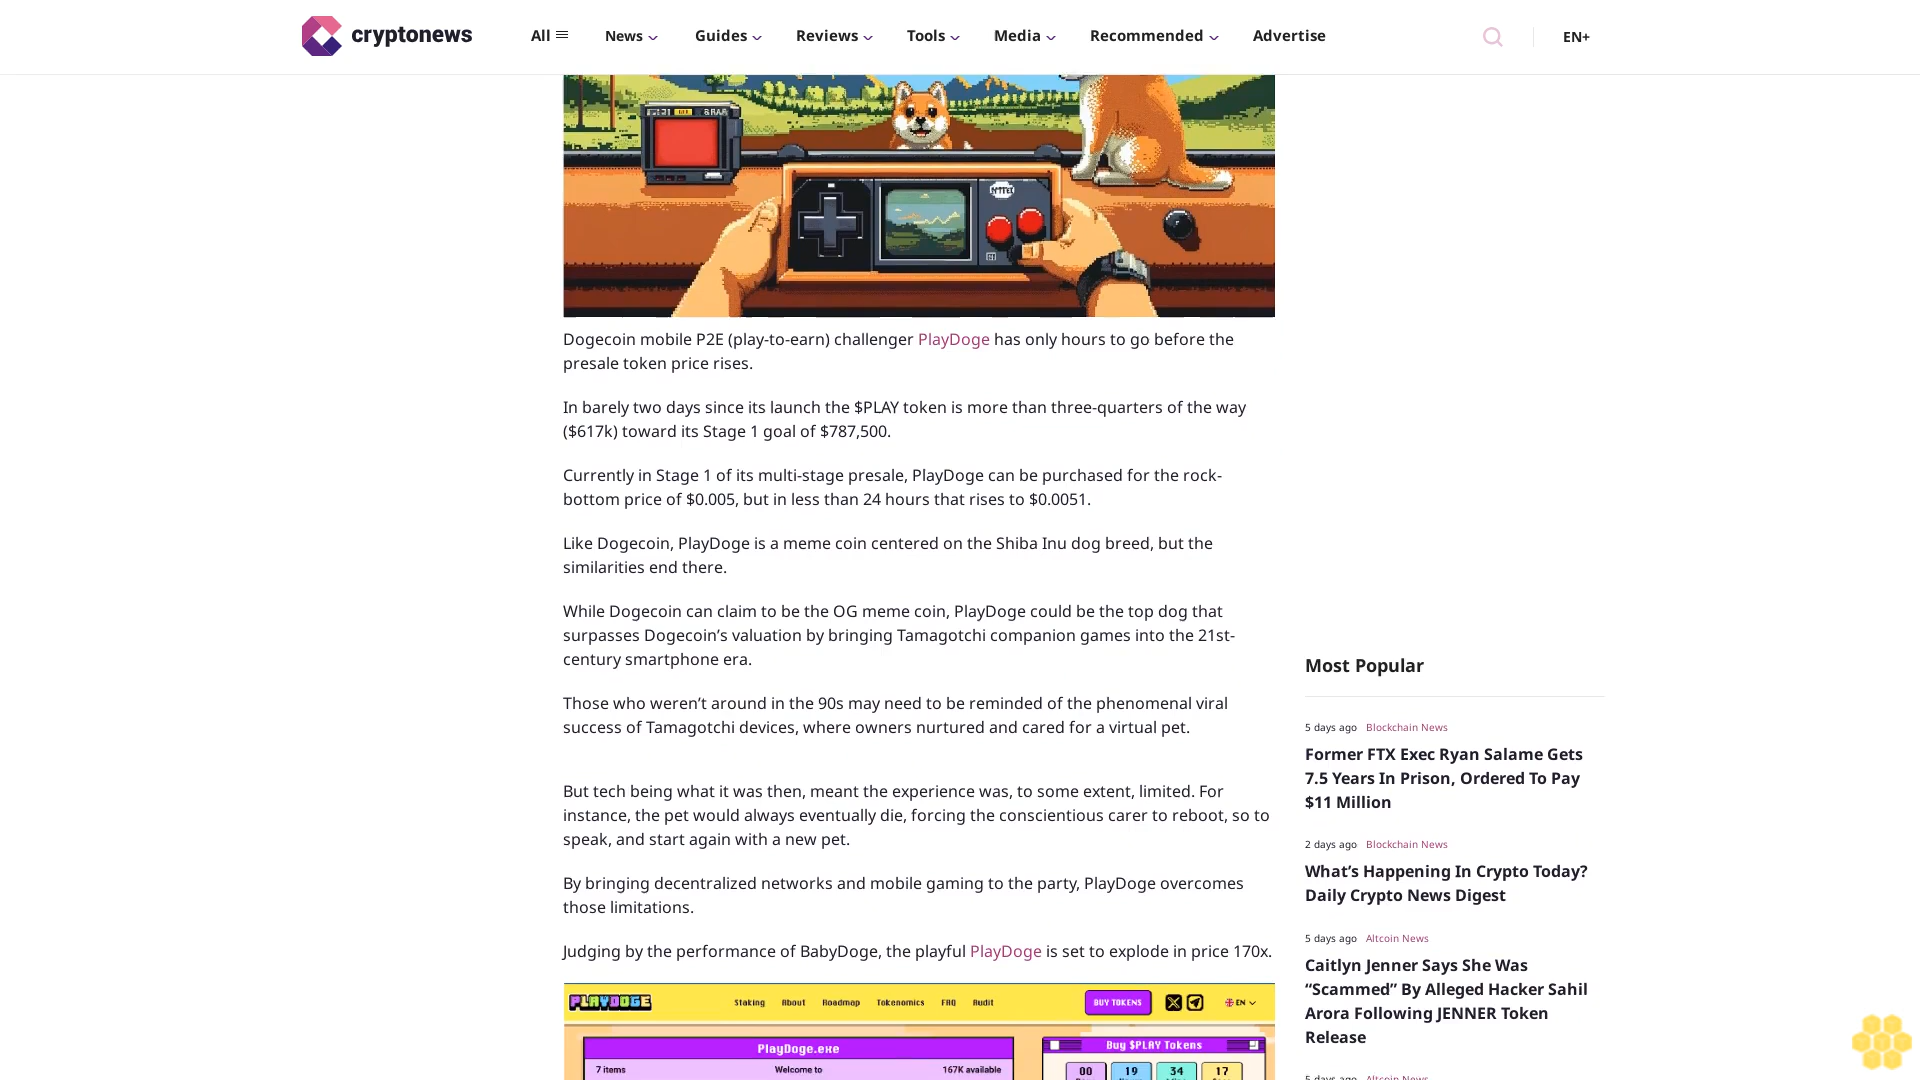 cryptonews
All
News
Guides
Reviews
Tools
Media
Recommended
Advertise
EN+
Dogecoin mobile P2E (play-to-earn) challenger PlayDoge has only hours to go before the
presale token price rises.
In barely two days since its launch the $PLAY token is more than three-quarters of the way
($617k) toward its Stage 1 goal of $787,500.
Currently in Stage 1 of its multi-stage presale, PlayDoge can be purchased for the rock-
bottom price of $0.005, but in less than 24 hours that rises to $0.0051.
Like Dogecoin, PlayDoge is a meme coin centered on the Shiba Inu dog breed, but the
similarities end there.
While Dogecoin can claim to be the OG meme coin, PlayDoge could be the top dog that
surpasses Dogecoin’s valuation by bringing Tamagotchi companion games into the 21st-
century smartphone era.
Those who weren’t around in the 90s may need to be reminded of the phenomenal viral
success of Tamagotchi devices, where owners nurtured and cared for a virtual pet.
But tech being what it was then, meant the experience was, to some extent, limited. For
instance, the pet would always eventually die, forcing the conscientious carer to reboot, so to
speak, and start again with a new pet.
By bringing decentralized networks and mobile gaming to the party, PlayDoge overcomes
those limitations.
Judging by the performance of BabyDoge, the playful PlayDoge is set to explode in price 170x.
PLAYDOGE
Staking
About
Roadmap
Tokenomics
FAQ
Audit
BUY TOKENS
EN
PlayDoge.exe
7 items
Welcome to
167K available
Buy $PLAY Tokens
00
19
34
17
Most Popular
5 days ago Blockchain News
Former FTX Exec Ryan Salame Gets
7.5 Years In Prison, Ordered To Pay
$11 Million
2 days ago Blockchain News
What’s Happening In Crypto Today?
Daily Crypto News Digest
5 days ago Altcoin News
Caitlyn Jenner Says She Was
“Scammed” By Alleged Hacker Sahil
Arora Following JENNER Token
Release
5 days ago Altcoin News